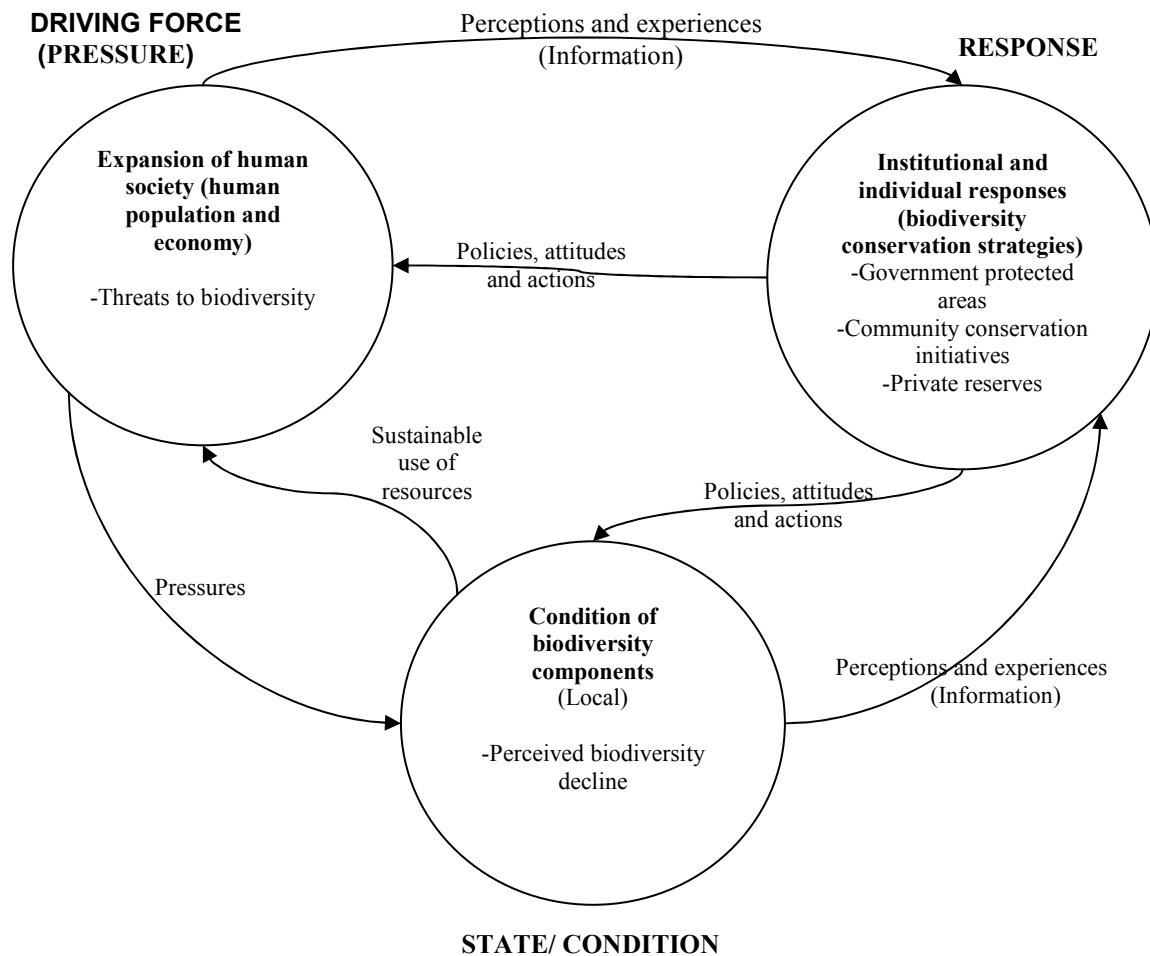 DRIVING FORCE
(PRESSURE)
Perceptions and experiences
(Information)
RESPONSE
Expansion of human
society (human
population and
economy)
-Threats to biodiversity
Institutional and
individual responses
(biodiversity
conservation strategies)
-Government protected
areas
-Community conservation
initiatives
-Private reserves
Policies, attitudes
and actions
Sustainable
use of
resources
Policies, attitudes
and actions
Pressures
Condition of
biodiversity
components
(Local)
-Perceived biodiversity
decline
Perceptions and experiences
(Information)
STATE/ CONDITION